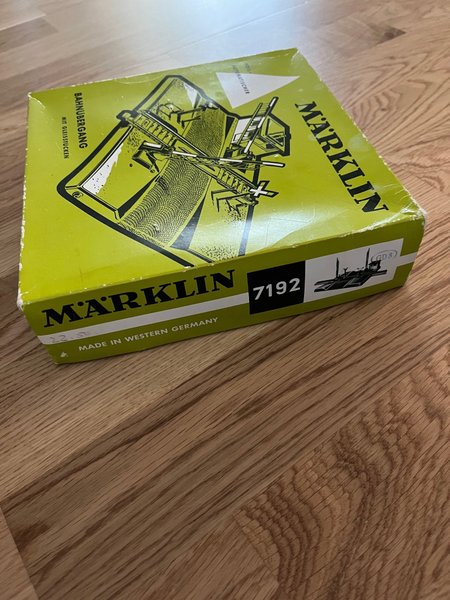 MÄRKLIN
BAHNÜBERGANG
MIT GLEISSTÜCKEN
MÄRKLIN
7192
MADE IN WESTERN GERMANY